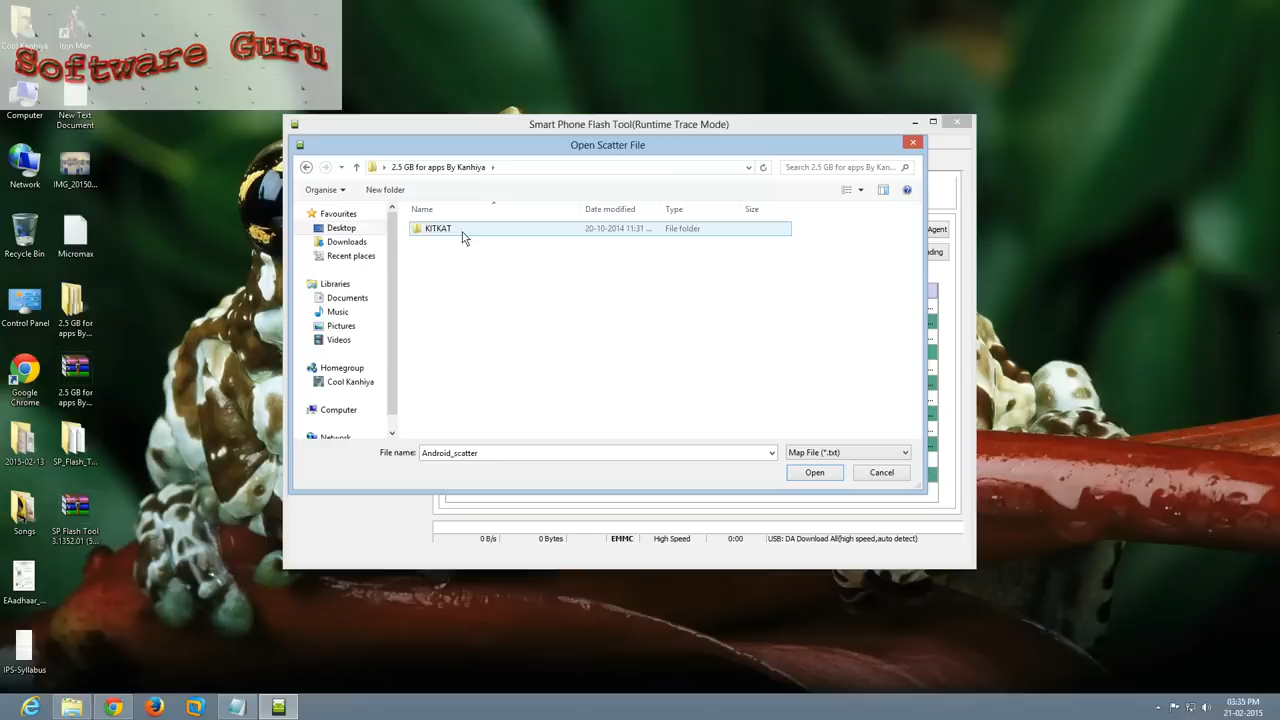 Cool Kanhiya
Iron Man
Software Guru
Computer
New Text
Document
Network
IMG_20150...
Recycle Bin
Micromax
Control Panel
2.5 GB for
apps By...
Google
Chrome
2.5 GB for
apps By...
2015-02-13
SP_Flash_T...
Songs
SP Flash Tool
3.1352.01 (5...
EAadhaar_...
IPS-Syllabus
Smart Phone Flash Tool(Runtime Trace Mode)
Open Scatter File
2.5 GB for apps By Kanhiya
Search 2.5 GB for apps By Kan...
Organise
New folder
Favourites
Desktop
Downloads
Recent places
Libraries
Documents
Music
Pictures
Videos
Homegroup
Cool Kanhiya
Computer
Network
Name
Date modified
Type
Size
KITKAT
20-10-2014 11:31 ...
File folder
Agent
File name:
Android_scatter
Map File (*.txt)
Open
Cancel
0 B/s
0 Bytes
EMMC
High Speed
0:00
USB: DA Download All(high speed,auto detect)
03:35 PM
21-02-2015